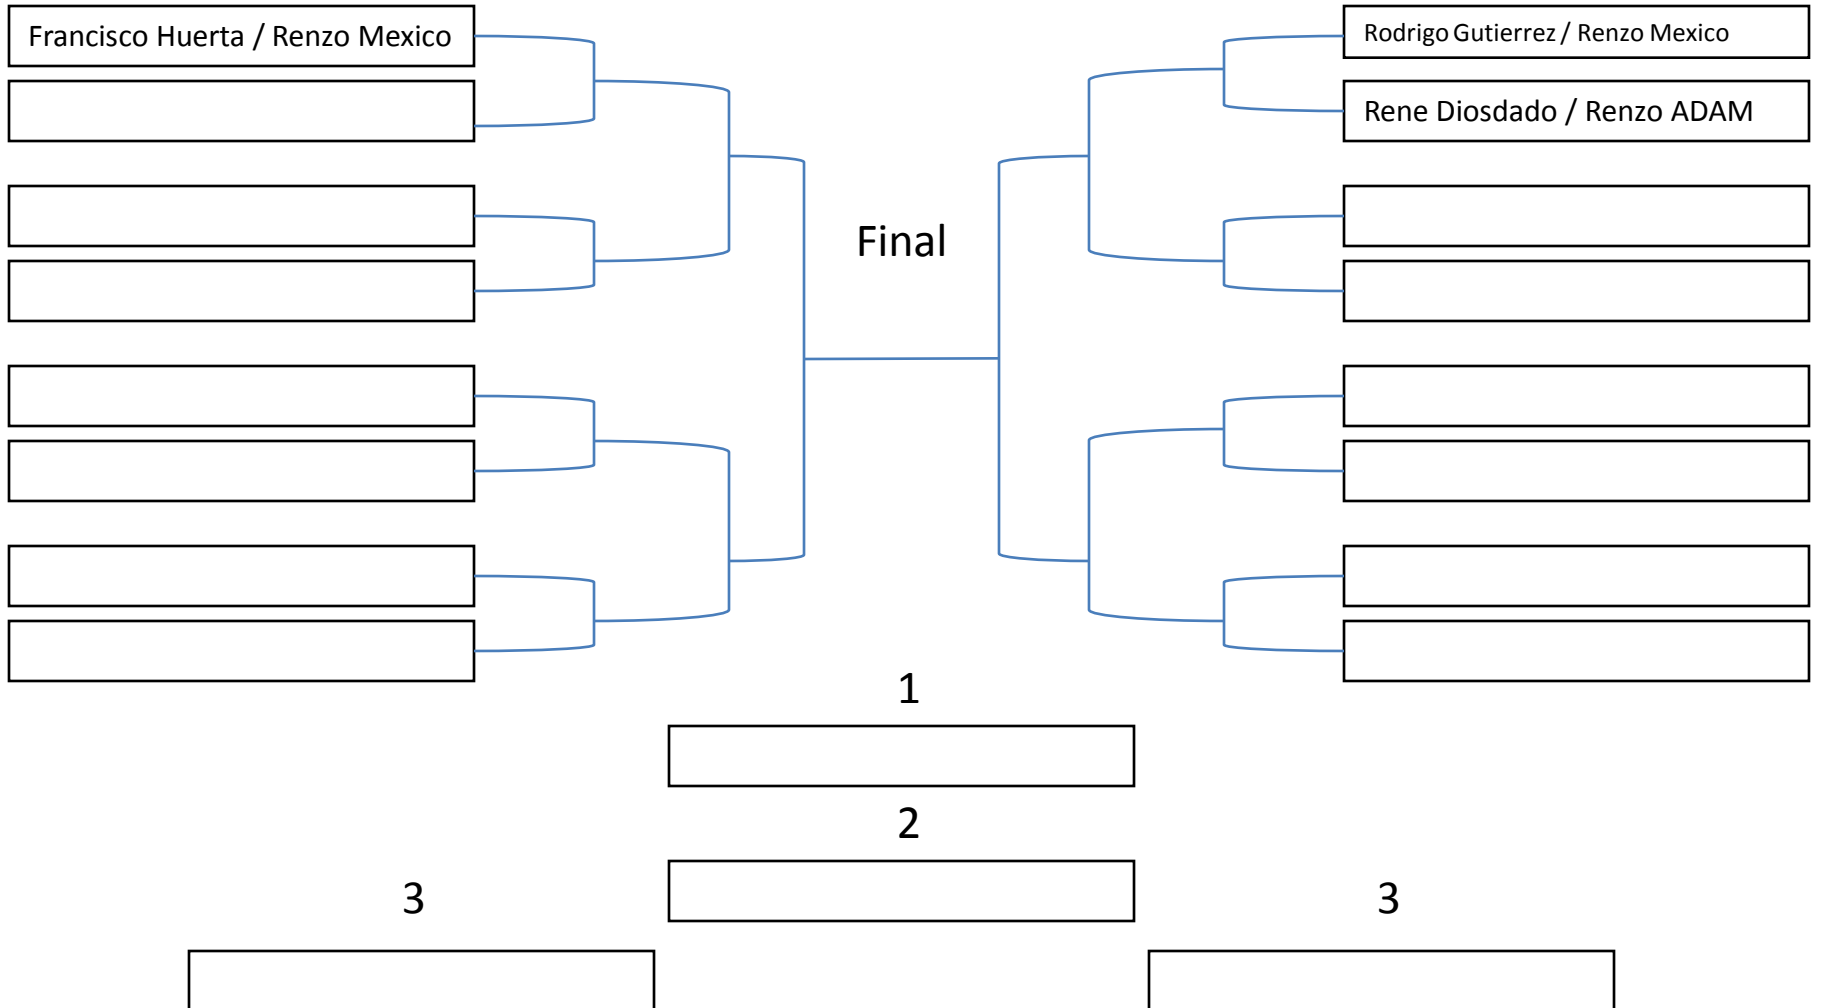 Francisco Huerta / Renzo Mexico
Rodrigo Gutierrez / Renzo Mexico
Rene Diosdado / Renzo ADAM
Final
1
2
3
3